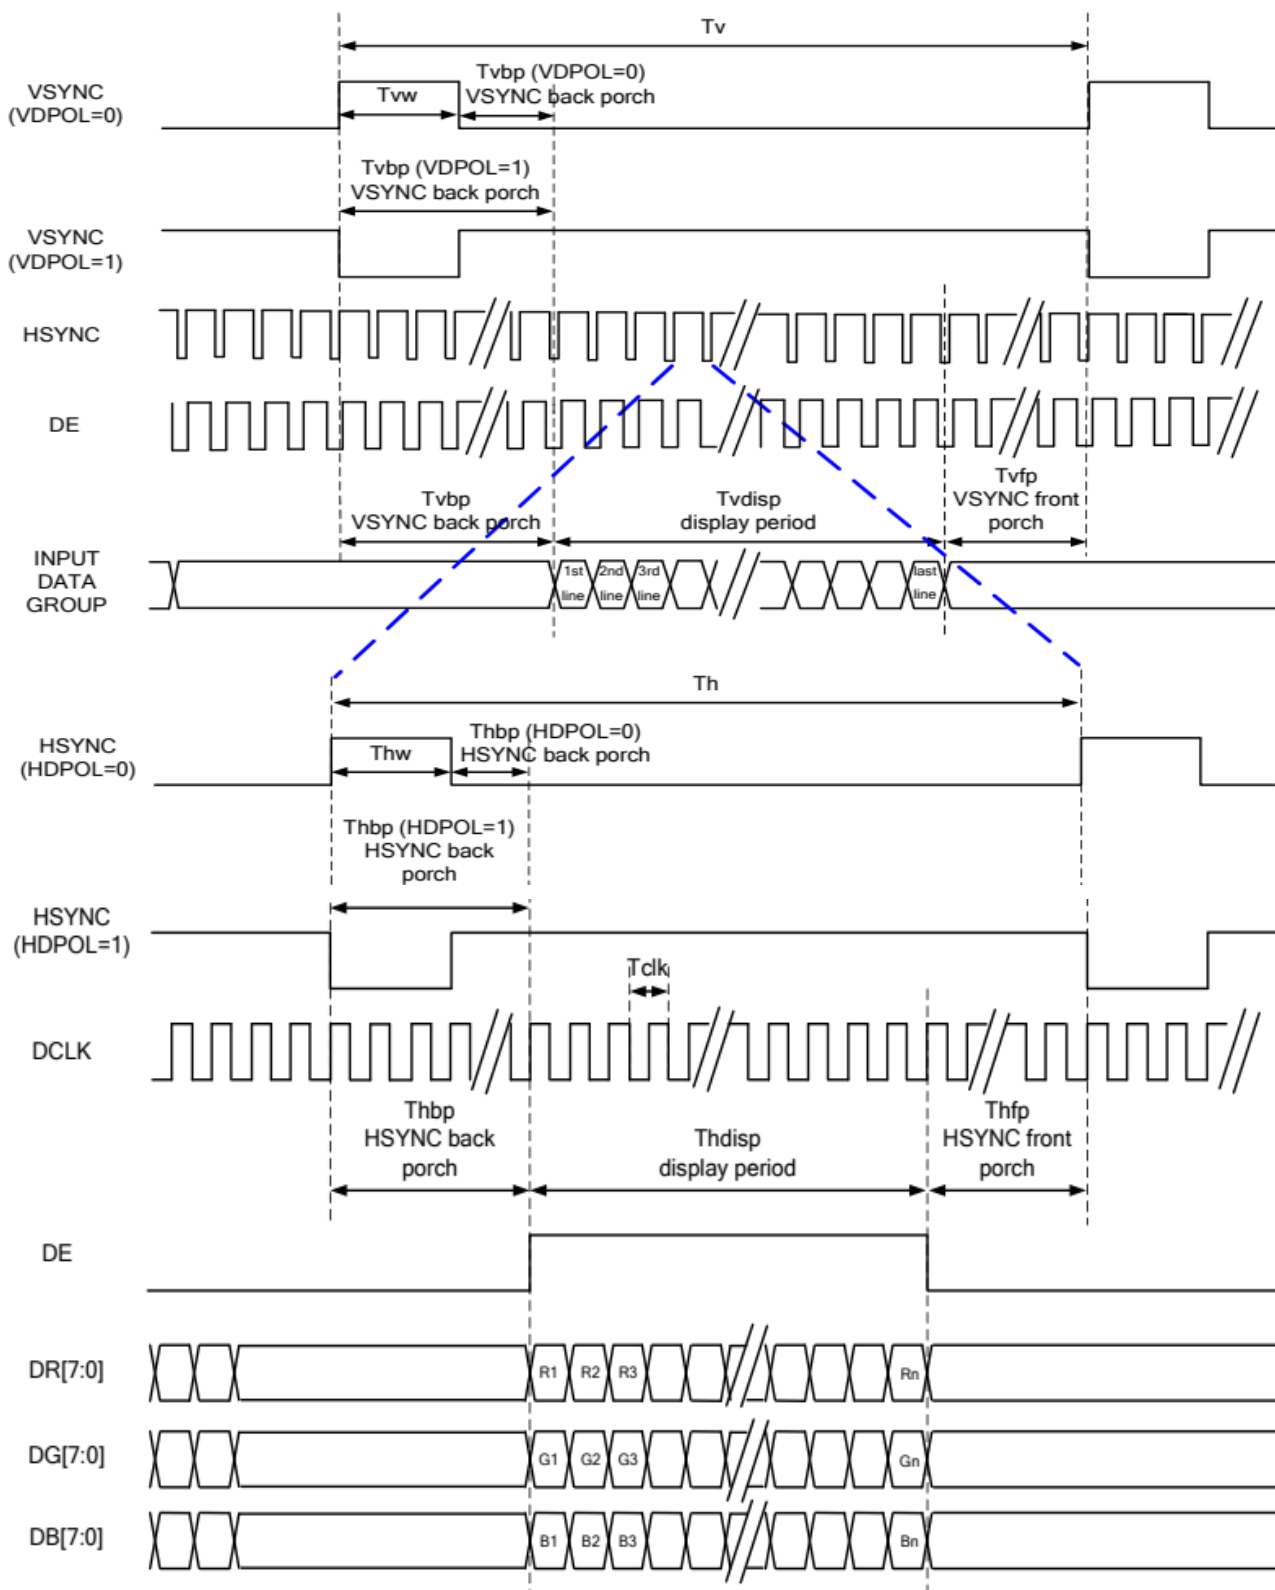 Tv
VSYNC
(VDPOL=0)
Tvw
Tvbp (VDPOL=0)
VSYNC back porch
Tvbp (VDPOL=1)
VSYNC back porch
VSYNC
(VDPOL=1)
HSYNC
DE
Tvbp
VSYNC back porch
Tvdisp
display period
Tvfp
VSYNC front
porch
INPUT
DATA
GROUP
1st
line
2nd
line
3rd
line
last
line
Th
HSYNC
(HDPOL=0)
Thw
Thbp (HDPOL=0)
HSYNC back porch
Thbp (HDPOL=1)
HSYNC back
porch
HSYNC
(HDPOL=1)
Tclk
DCLK
Thbp
HSYNC back
porch
Thdisp
display period
Thfp
HSYNC front
porch
DE
DR[7:0]
R1 R2 R3 Rn
DG[7:0]
G1 G2 G3 Gn
DB[7:0]
B1 B2 B3 Bn